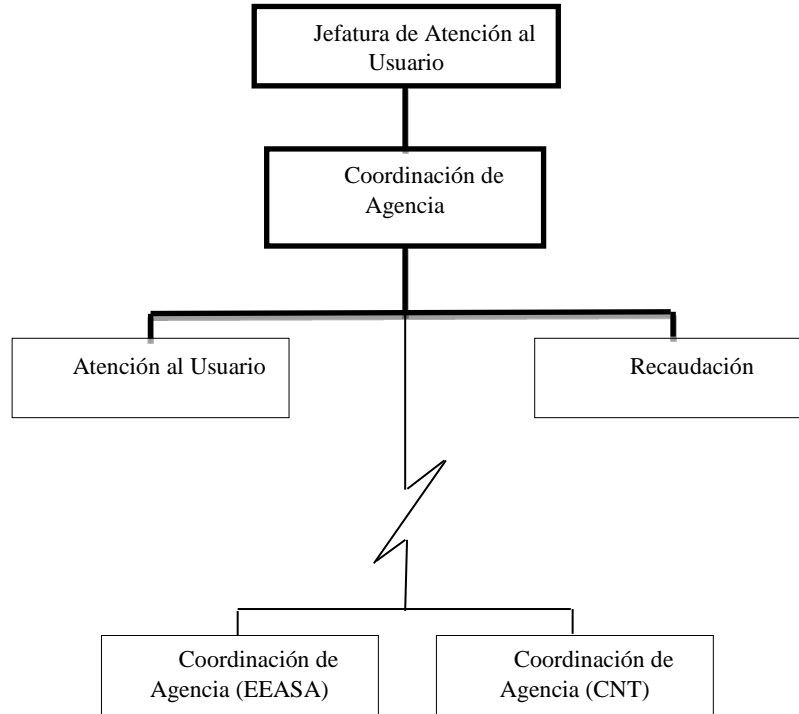 Jefatura de Atención al
Usuario
Coordinación de
Agencia
Atención al Usuario
Recaudación
Coordinación de
Agencia (EEASA)
Coordinación de
Agencia (CNT)